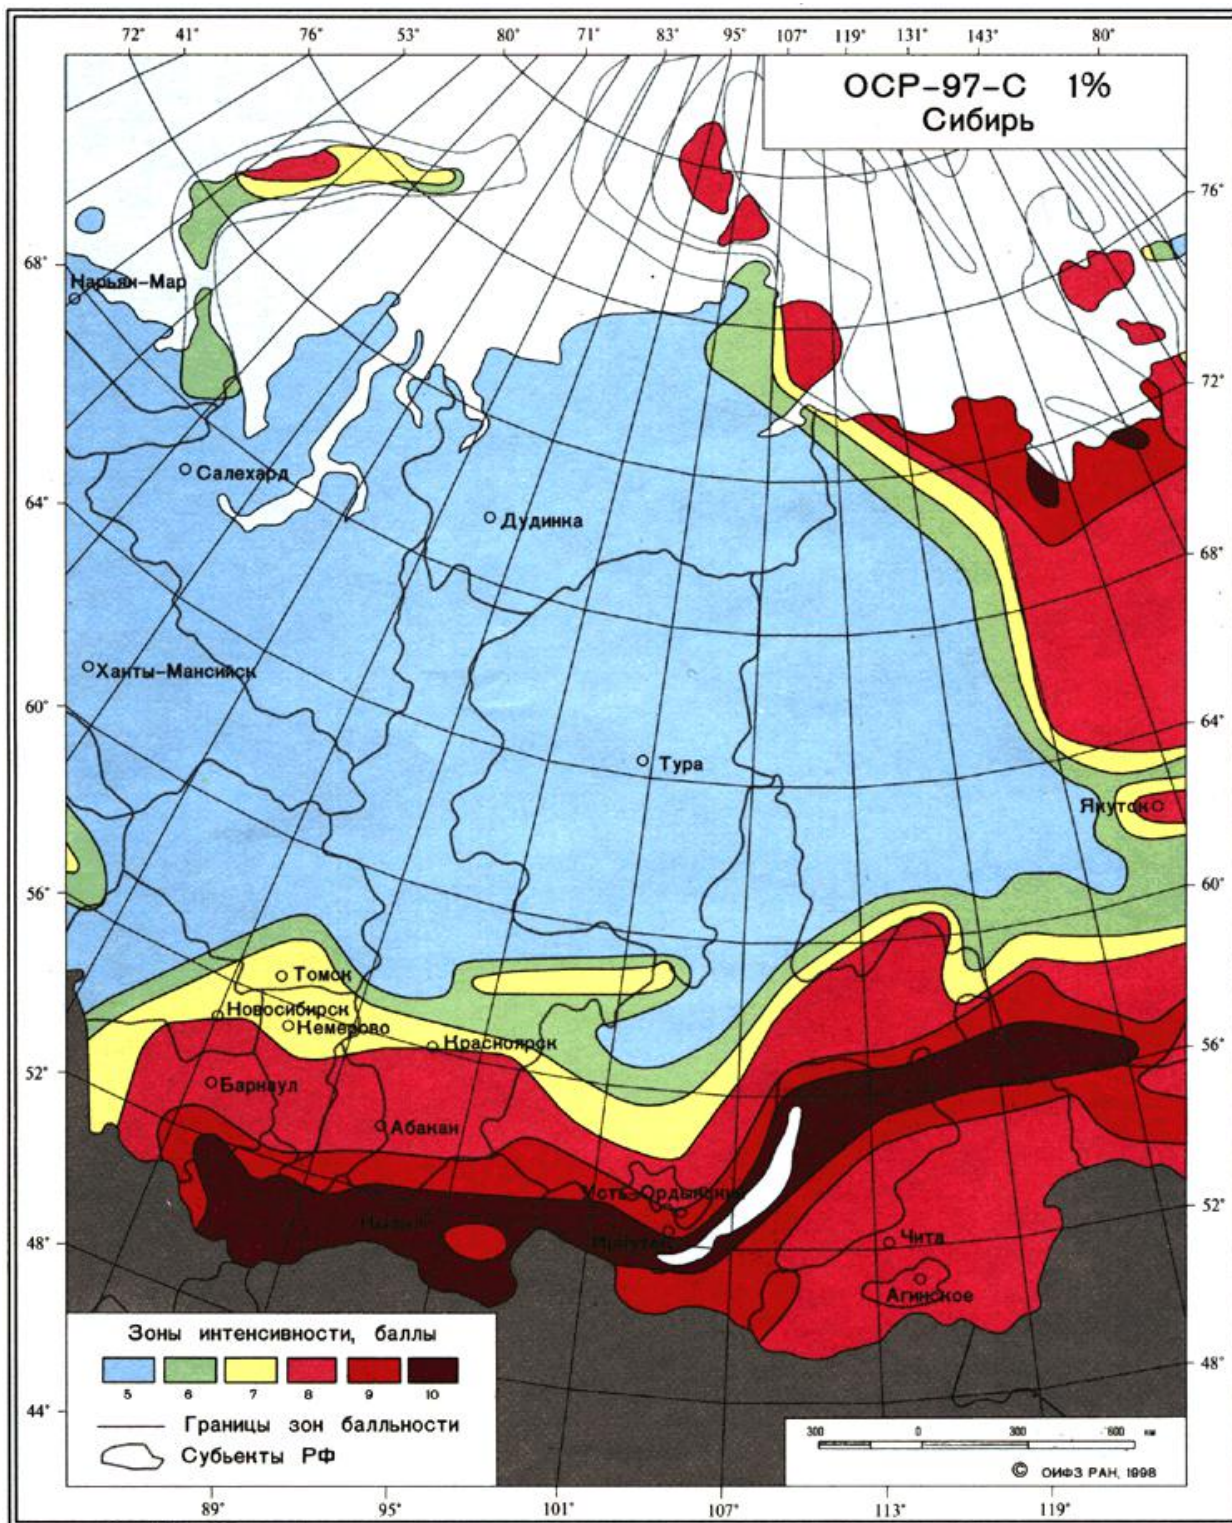 72° 41° 76° 53° 80° 71° 83° 95° 107° 119° 131° 143° 80°
ОСР-97-С 1%
Сибирь
76°
68°
Нарьян-Мар
72°
Салехард
64°
Дудинка
68°
Ханты-Мансийск
60°
64°
Тура
Якутск
56°
60°
Томск
Новосибирск
Кемерово
Красноярск
56°
52°
Барнаул
Абакан
Усть-Ордынский
52°
Кызыл
Иркутск
48°
Чита
Агинское
Зоны интенсивности, баллы
5 6 7 8 9 10
48°
44°
Границы зон балльности
Субьекты РФ
300 0 300 600 км
© ОИФЗ РАН, 1998
89° 95° 101° 107° 113° 119°